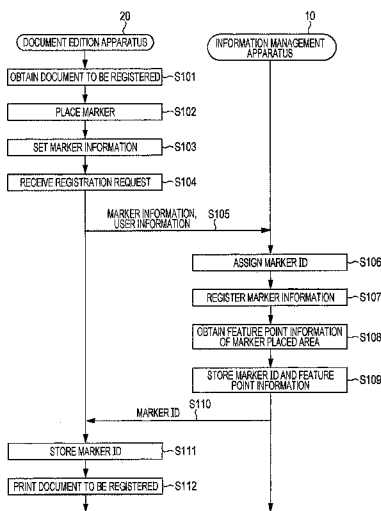 20
10
DOCUMENT EDITION APPARATUS
INFORMATION MANAGEMENT
APPARATUS
OBTAIN DOCUMENT TO BE REGISTERED
S101
PLACE MARKER
S102
SET MARKER INFORMATION
S103
RECEIVE REGISTRATION REQUEST
S104
MARKER INFORMATION,
USER INFORMATION
S105
ASSIGN MARKER ID
S106
REGISTER MARKER INFORMATION
S107
OBTAIN FEATURE POINT INFORMATION
OF MARKER PLACED AREA
S108
STORE MARKER ID AND FEATURE
POINT INFORMATION
S109
MARKER ID
S110
STORE MARKER ID
S111
PRINT DOCUMENT TO BE REGISTERED
S112